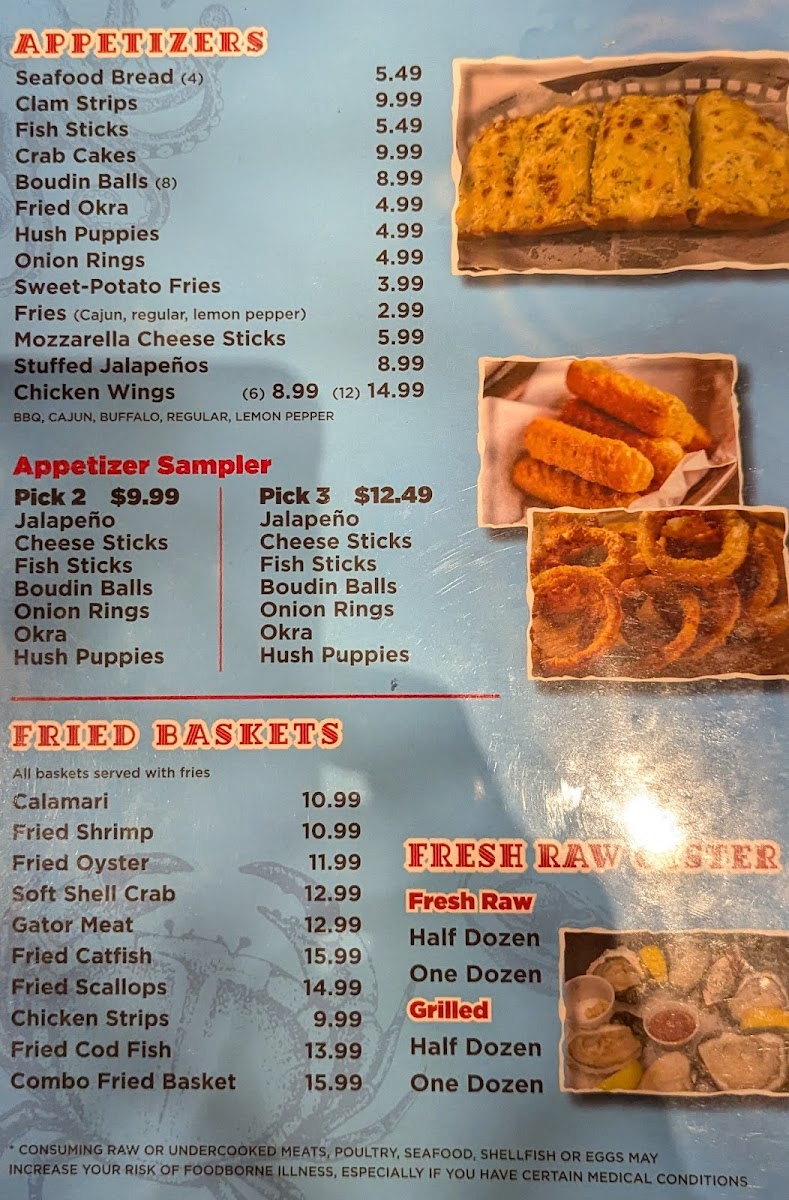 APPETIZERS
Seafood Bread (4) 5.49
Clam Strips 9.99
Fish Sticks 5.49
Crab Cakes 9.99
Boudin Balls (8) 8.99
Fried Okra 4.99
Hush Puppies 4.99
Onion Rings 4.99
Sweet-Potato Fries 3.99
Fries (Cajun, regular, lemon pepper) 2.99
Mozzarella Cheese Sticks 5.99
Stuffed Jalapeños 8.99
Chicken Wings (6) 8.99 (12) 14.99
BBQ, CAJUN, BUFFALO, REGULAR, LEMON PEPPER
Appetizer Sampler
Pick 2 $9.99
Jalapeño
Cheese Sticks
Fish Sticks
Boudin Balls
Onion Rings
Okra
Hush Puppies
Pick 3 $12.49
Jalapeño
Cheese Sticks
Fish Sticks
Boudin Balls
Onion Rings
Okra
Hush Puppies
FRIED BASKETS
All baskets served with fries
Calamari 10.99
Fried Shrimp 10.99
Fried Oyster 11.99
Soft Shell Crab 12.99
Gator Meat 12.99
Fried Catfish 15.99
Fried Scallops 14.99
Chicken Strips 9.99
Fried Cod Fish 13.99
Combo Fried Basket 15.99
FRESH RAW
Fresh Raw
Half Dozen
One Dozen
Grilled
Half Dozen
One Dozen
* CONSUMING RAW OR UNDERCOOKED MEATS, POULTRY, SEAFOOD, SHELLFISH OR EGGS MAY
INCREASE YOUR RISK OF FOODBORNE ILLNESS, ESPECIALLY IF YOU HAVE CERTAIN MEDICAL CONDITIONS